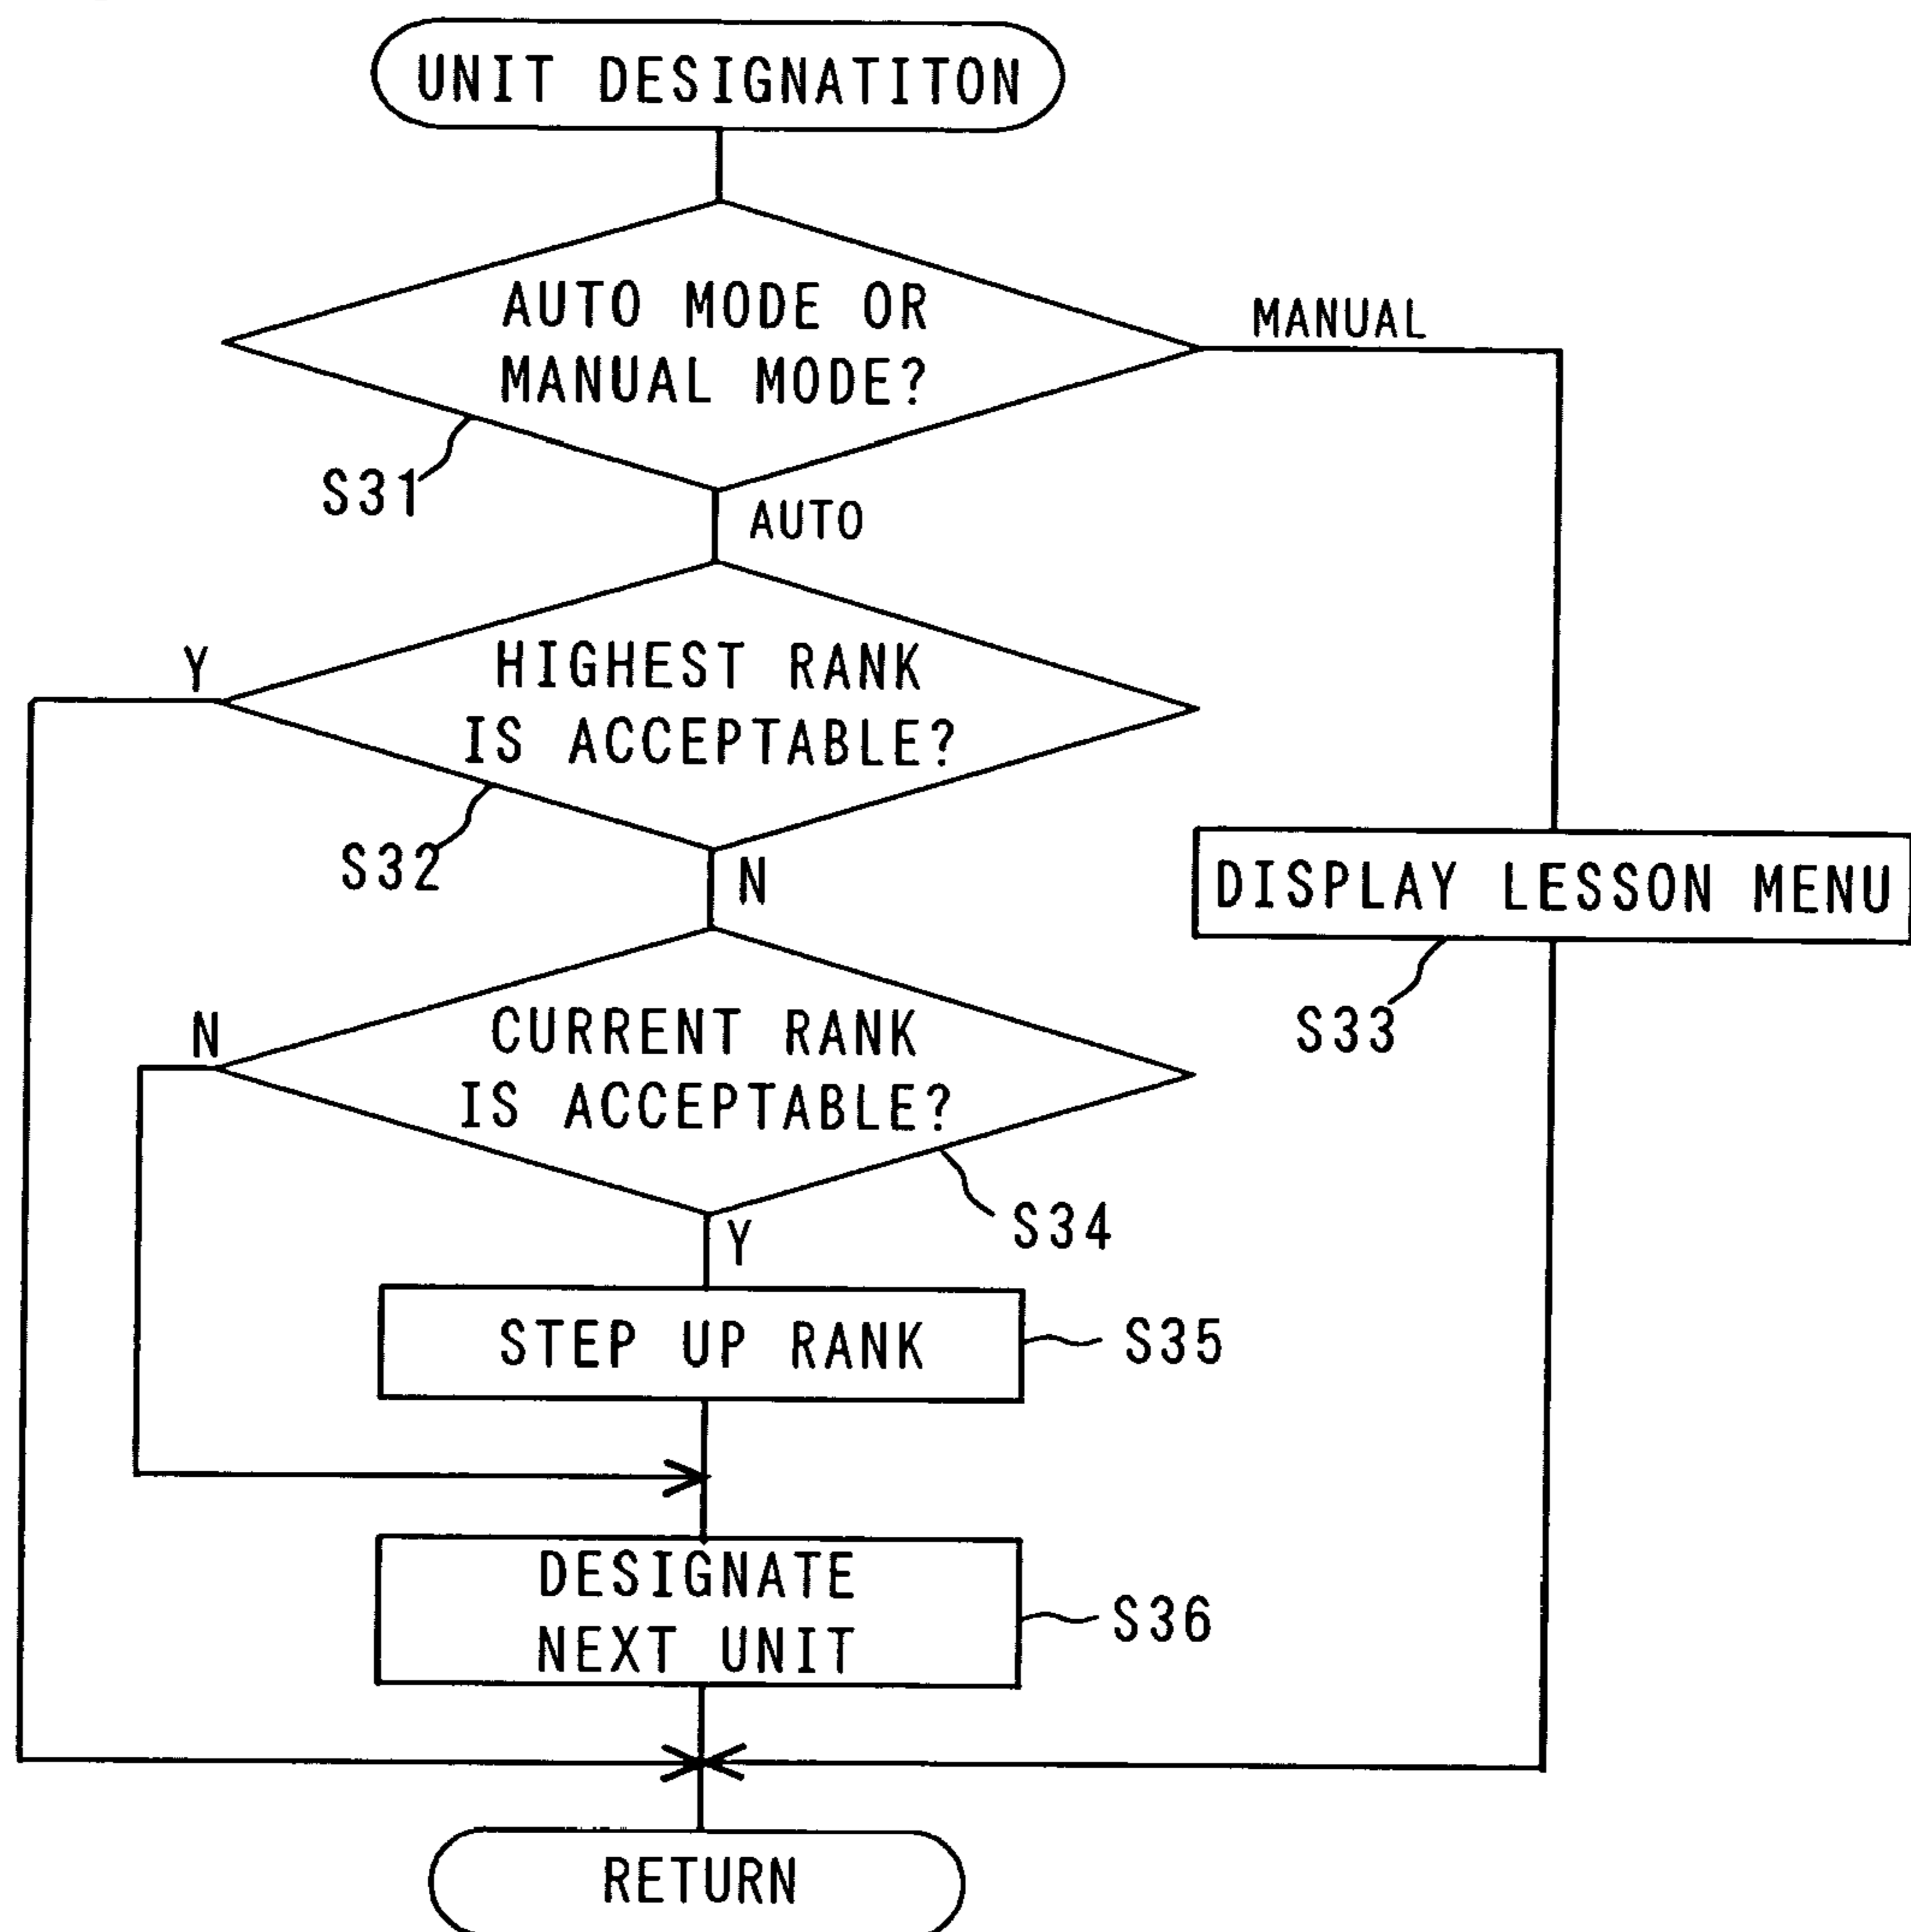 UNIT DESIGNATITON
AUTO MODE OR
MANUAL MODE?
MANUAL
S31
AUTO
HIGHEST RANK
IS ACCEPTABLE?
Y
S32
N
DISPLAY LESSON MENU
S33
CURRENT RANK
IS ACCEPTABLE?
N
S34
Y
STEP UP RANK
S35
DESIGNATE
NEXT UNIT
S36
RETURN